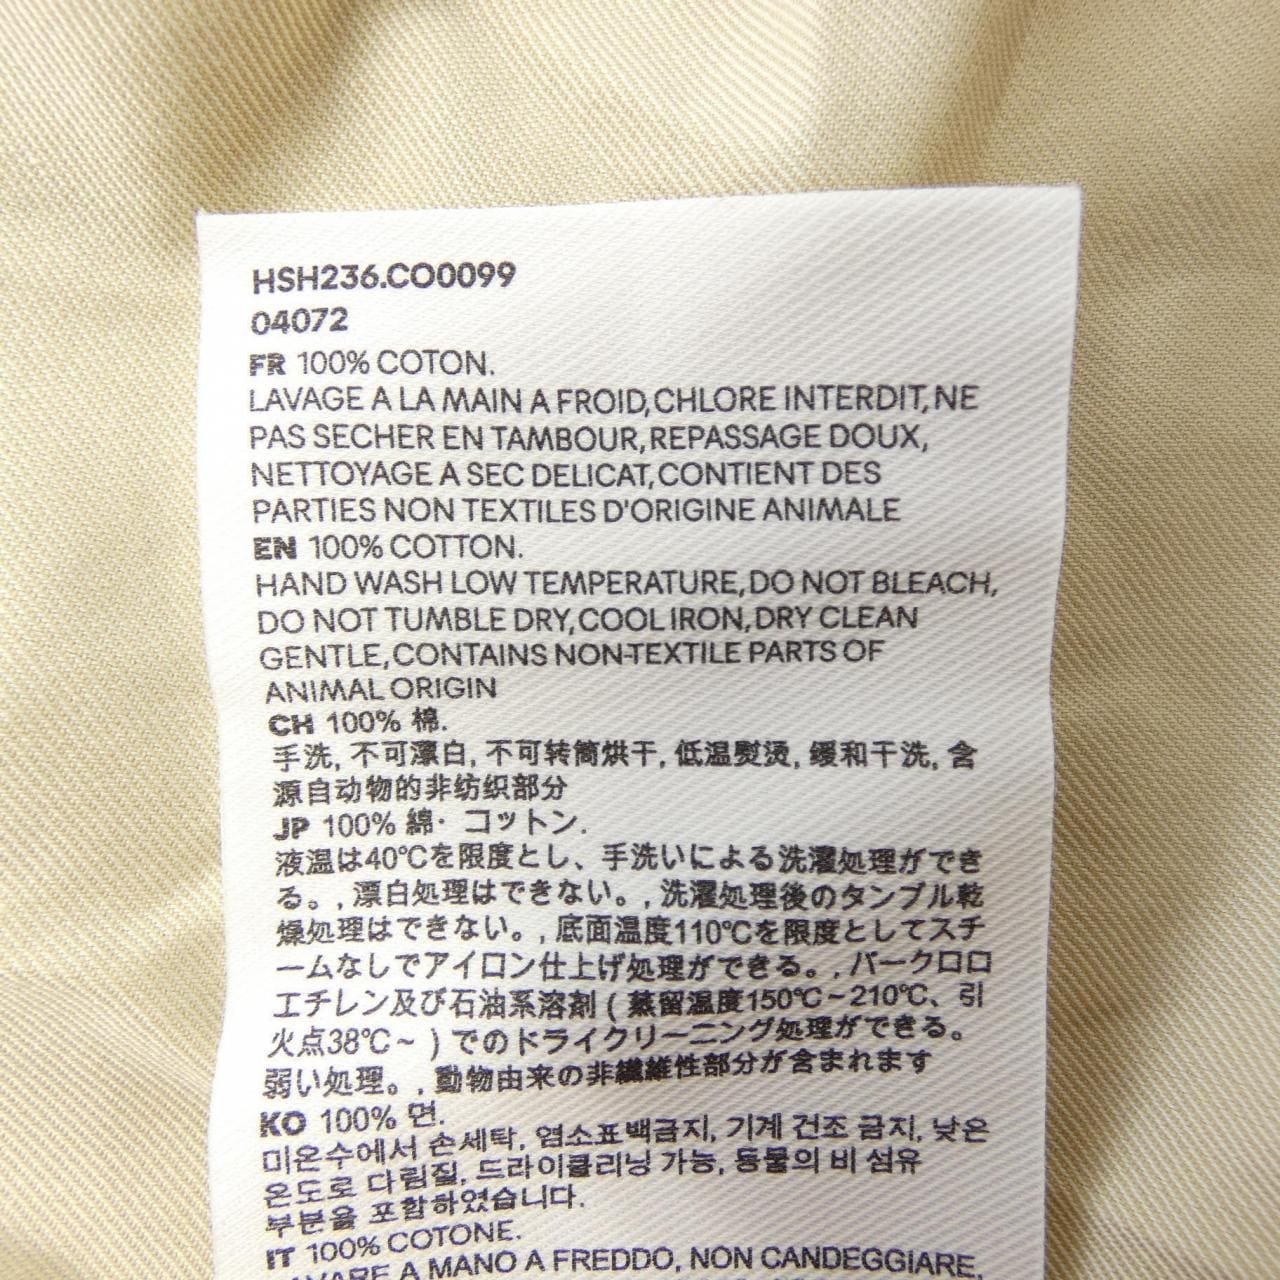 HSH236.CO0099
04072
FR 100% COTON.
LAVAGE A LA MAIN A FROID,CHLORE INTERDIT,NE
PAS SECHER EN TAMBOUR,REPASSAGE DOUX,
NETTOYAGE A SEC DELICAT,CONTIENT DES
PARTIES NON TEXTILES D'ORIGINE ANIMALE
EN 100% COTTON.
HAND WASH LOW TEMPERATURE,DO NOT BLEACH,
DO NOT TUMBLE DRY,COOL IRON,DRY CLEAN
GENTLE,CONTAINS NON-TEXTILE PARTS OF
ANIMAL ORIGIN
CH 100% 棉.
手洗, 不可漂白, 不可转筒烘干, 低温熨烫, 缓和干洗, 含
源自动物的非纺织部分
JP 100% 綿・コットン.
液温は40℃を限度とし、手洗いによる洗濯処理ができ
る。, 漂白処理はできない。, 洗濯処理後のタンブル乾
燥処理はできない。, 底面温度110℃を限度としてスチ
ームなしでアイロン仕上げ処理ができる。, パークロロ
エチレン及び石油系溶剤 ( 蒸留温度150℃~210℃、引
火点38℃~ ) でのドライクリーニング処理ができる。
弱い処理。, 動物由来の非繊維性部分が含まれます
KO 100% 면.
미온수에서 손세탁, 염소표백금지, 기계 건조 금지, 낮은
온도로 다림질, 드라이클리닝 가능, 동물의 비 섬유
부분을 포함하였습니다.
IT 100% COTONE.
LAVARE A MANO A FREDDO, NON CANDEGGIARE,